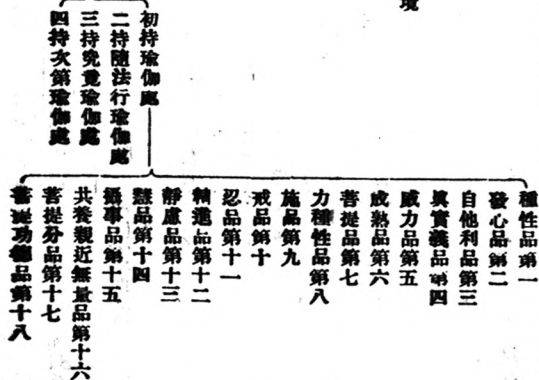 境
初持瑜伽處
二持隨法行瑜伽處
三持究竟瑜伽處
四持次第瑜伽處
種性品第一
發心品第二
自他利品第三
眞實義品第四
威力品第五
成熟品第六
菩提品第七
力種性品第八
施品第九
戒品第十
忍品第十一
精進品第十二
靜慮品第十三
慧品第十四
攝事品第十五
共養親近無量品第十六
菩提分品第十七
菩提功德品第十八